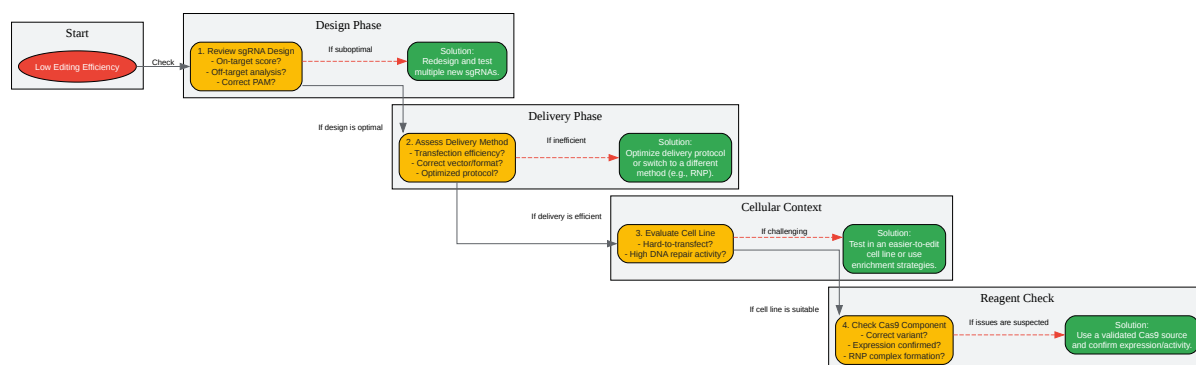 Start
Low Editing Efficiency
Check
Design Phase
1. Review sgRNA Design
- On-target score?
- Off-target analysis?
- Correct PAM?
If suboptimal
Solution:
Redesign and test
multiple new sgRNAs.
If design is optimal
Delivery Phase
2. Assess Delivery Method
- Transfection efficiency?
- Correct vector/format?
- Optimized protocol?
If inefficient
Solution:
Optimize delivery protocol
or switch to a different
method (e.g., RNP).
If delivery is efficient
Cellular Context
3. Evaluate Cell Line
- Hard-to-transfect?
- High DNA repair activity?
If challenging
Solution:
Test in an easier-to-edit
cell line or use
enrichment strategies.
If cell line is suitable
Reagent Check
4. Check Cas9 Component
- Correct variant?
- Expression confirmed?
- RNP complex formation?
If issues are suspected
Solution:
Use a validated Cas9 source
and confirm expression/activity.